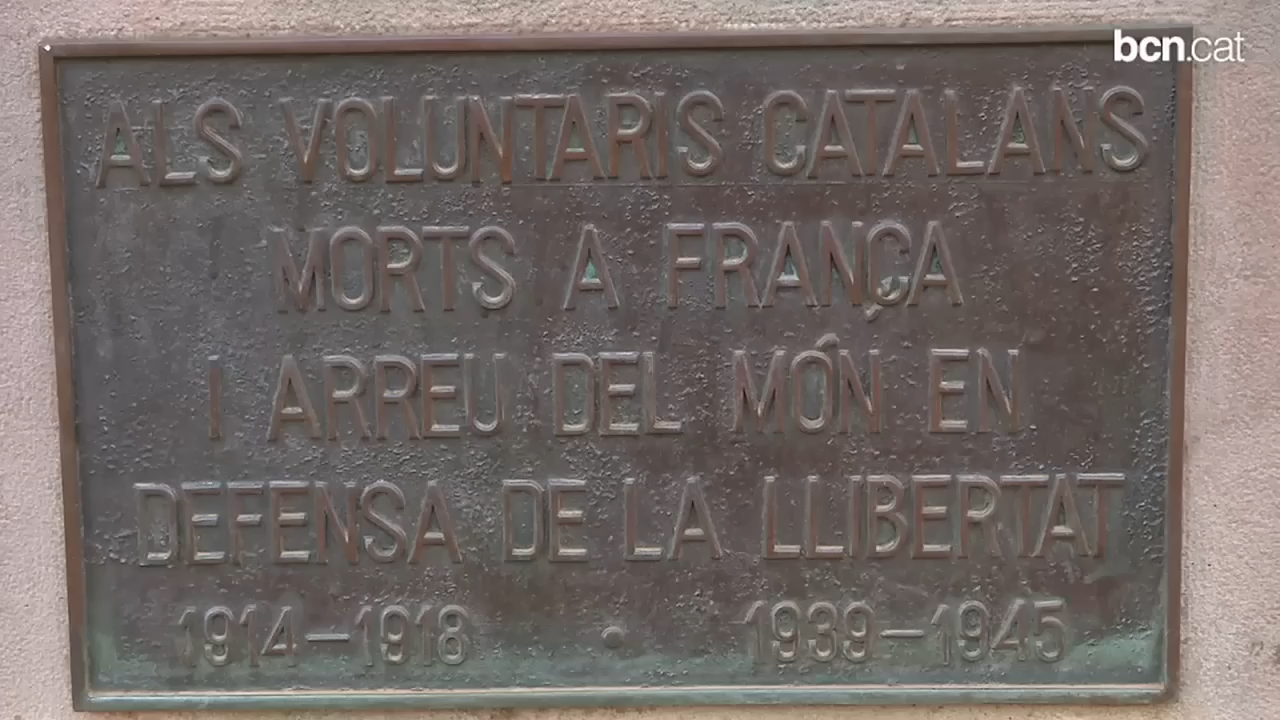 bcn.cat
ALS VOLUNTARIS CATALANS
MORTS A FRANÇA
I ARREU DEL MÓN EN
DEFENSA DE LA LLIBERTAT
1914—1918 • 1939—1945